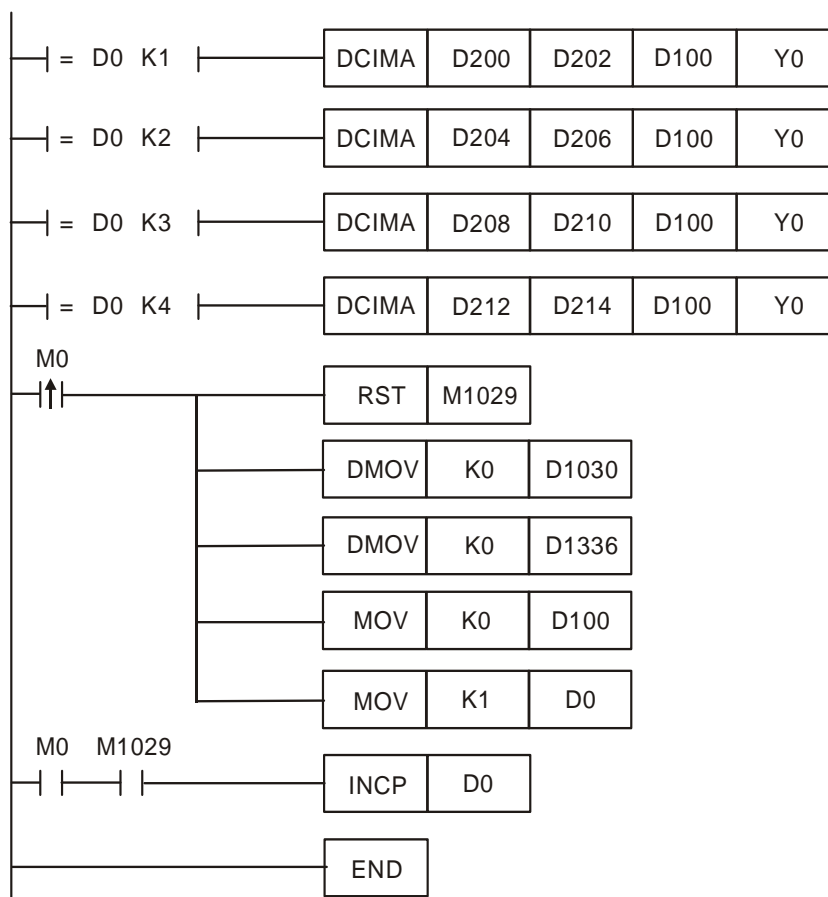 = D0 K1 DCIMA D200 D202 D100 Y0
= D0 K2 DCIMA D204 D206 D100 Y0
= D0 K3 DCIMA D208 D210 D100 Y0
= D0 K4 DCIMA D212 D214 D100 Y0
M0
RST M1029
DMOV K0 D1030
DMOV K0 D1336
MOV K0 D100
MOV K1 D0
M0 M1029
INCP D0
END